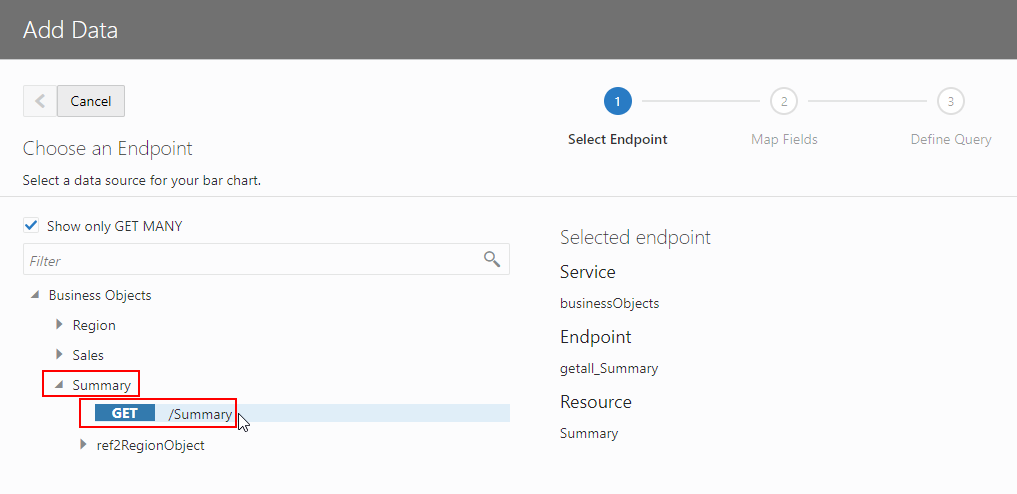 Add Data
Cancel
1
2
3
Select Endpoint
Map Fields
Define Query
Choose an Endpoint
Select a data source for your bar chart.
Show only GET MANY
Filter
Business Objects
Region
Sales
Summary
GET /Summary
ref2RegionObject
Selected endpoint
Service
businessObjects
Endpoint
getall_Summary
Resource
Summary